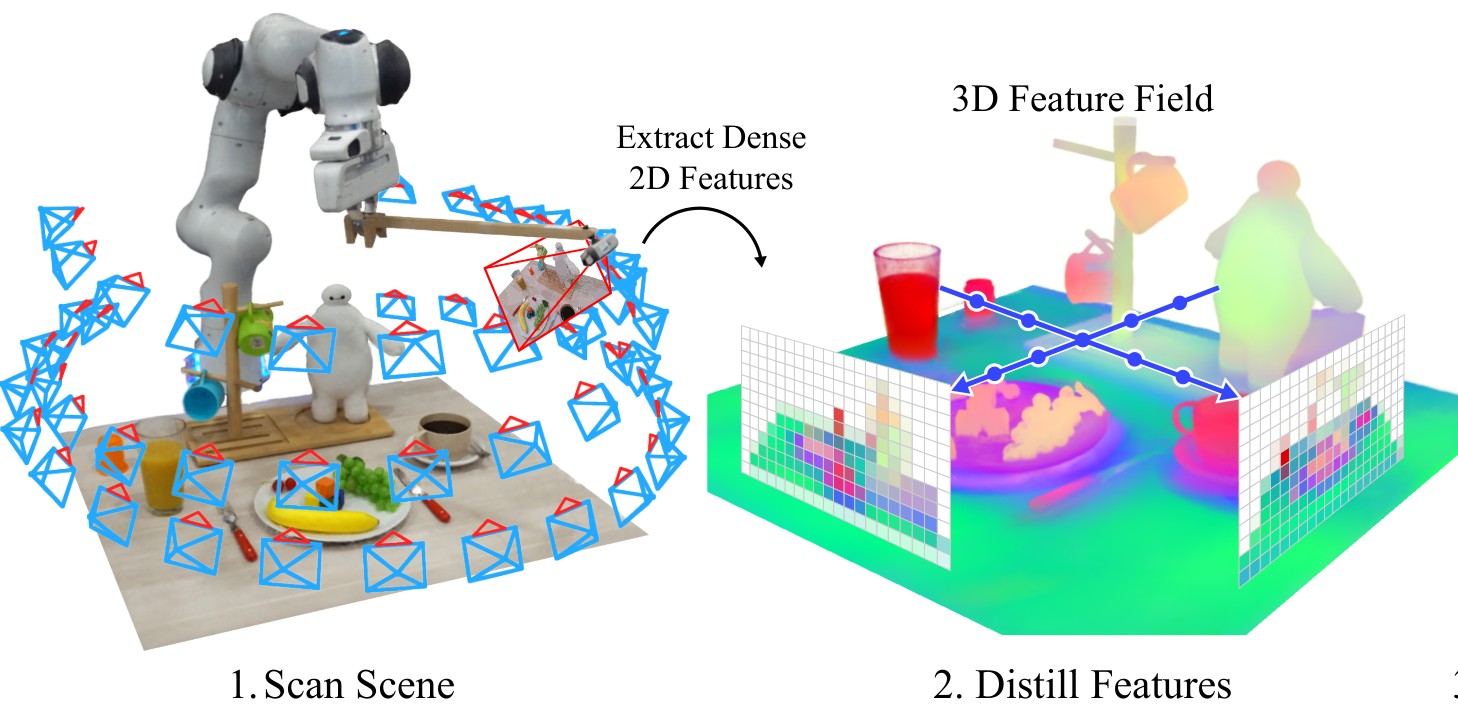 Extract Dense
2D Features
3D Feature Field
1. Scan Scene
2. Distill Features